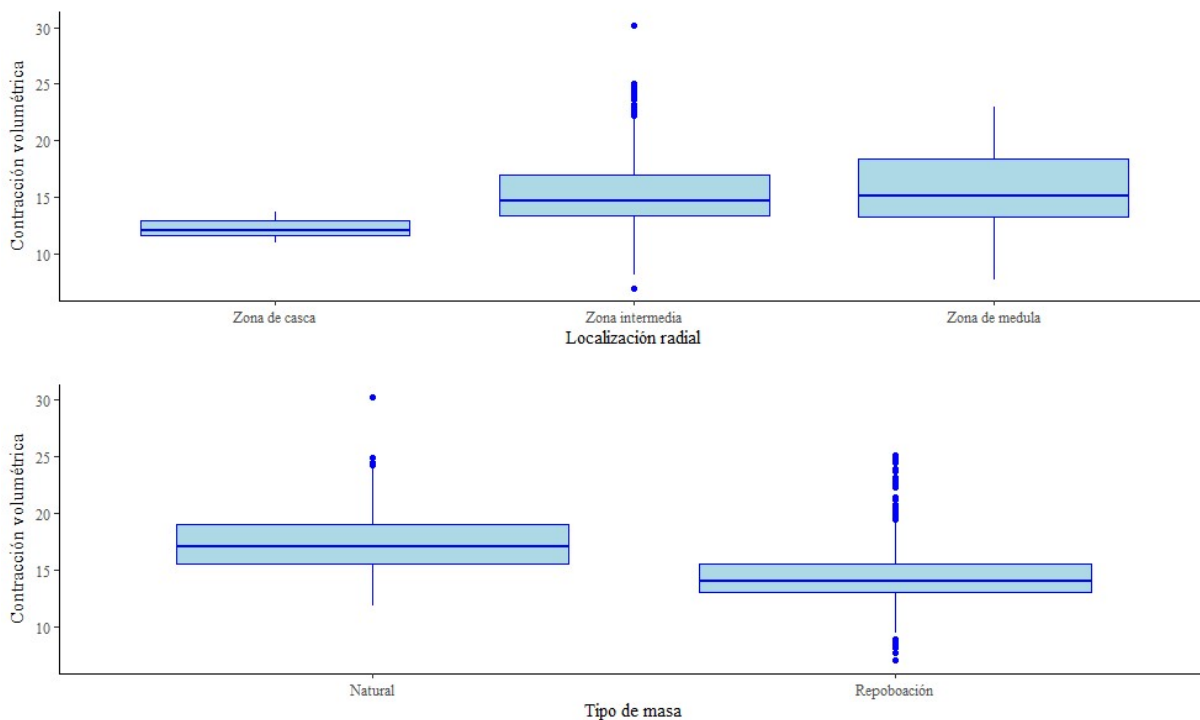 30
25
20
15
10
Contracción volumétrica
Zona de casca Zona intermedia Zona de medula
Localización radial
30
25
20
15
10
Contracción volumétrica
Natural Repoboación
Tipo de masa